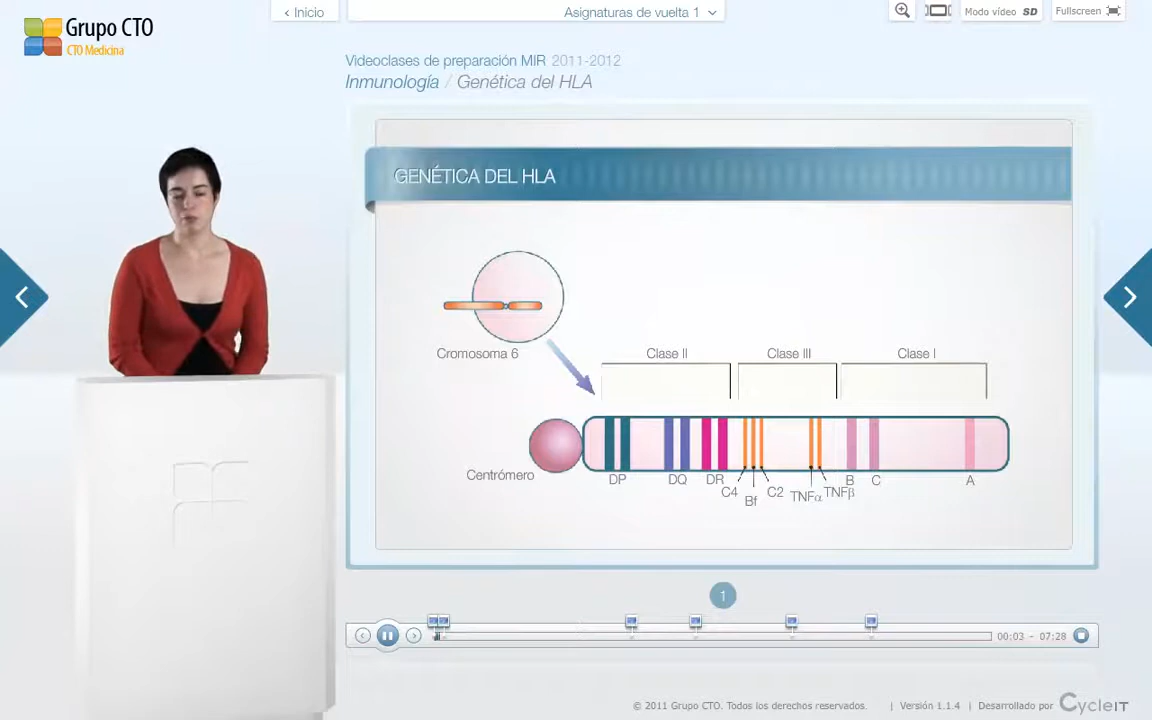 Grupo CTO
CTO Medicina
‹ Inicio
Asignaturas de vuelta 1
Modo vídeo SD
Fullscreen
Videoclases de preparación MIR 2011-2012
Inmunología / Genética del HLA
GENÉTICA DEL HLA
Cromosoma 6
Clase II
Clase III
Clase I
Centrómero
DP
DQ
DR
C4
Bf
C2
TNFα
TNFβ
B
C
A
1
00:03 - 07:28
© 2011 Grupo CTO. Todos los derechos reservados. | Versión 1.1.4 | Desarrollado por CycleIT